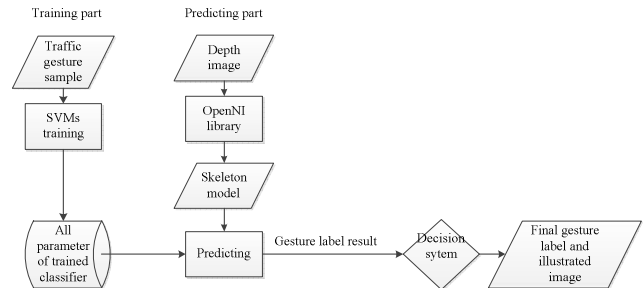 Training part
Predicting part
Traffic
gesture
sample
Depth
image
SVMs
training
OpenNI
library
Skeleton
model
All
parameter
of trained
classifier
Predicting
Gesture label result
Decision
sytem
Final gesture
label and
illustrated
image